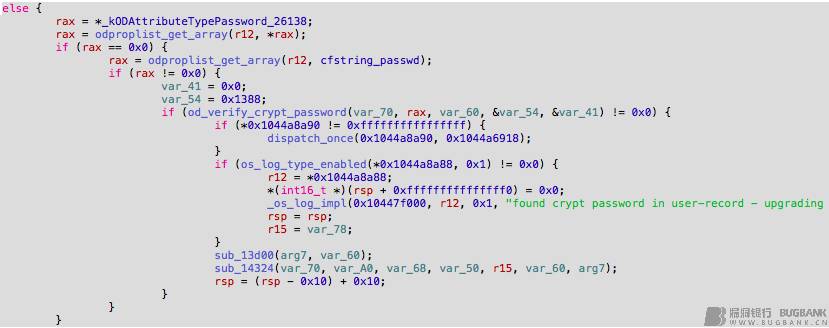 else {
rax = *_kODAttributeTypePassword_26138;
rax = odproplist_get_array(r12, *rax);
if (rax == 0x0) {
rax = odproplist_get_array(r12, cfstring_passwd);
if (rax != 0x0) {
var_41 = 0x0;
var_54 = 0x1388;
if (od_verify_crypt_password(var_70, rax, var_60, &var_54, &var_41) != 0x0) {
if (*0x1044a8a90 != 0xffffffffffffffff) {
dispatch_once(0x1044a8a90, 0x1044a6918);
}
if (os_log_type_enabled(*0x1044a8a88, 0x1) != 0x0) {
r12 = *0x1044a8a88;
*(int16_t *)(rsp + 0xfffffffffffffff0) = 0x0;
_os_log_impl(0x10447f000, r12, 0x1, "found crypt password in user-record - upgrading
rsp = rsp;
r15 = var_78;
}
sub_13d00(arg7, var_60);
sub_14324(var_70, var_A0, var_68, var_50, r15, var_60, arg7);
rsp = (rsp - 0x10) + 0x10;
}
}
}
漏洞银行 BUGBANK
WWW.BUGBANK.CN